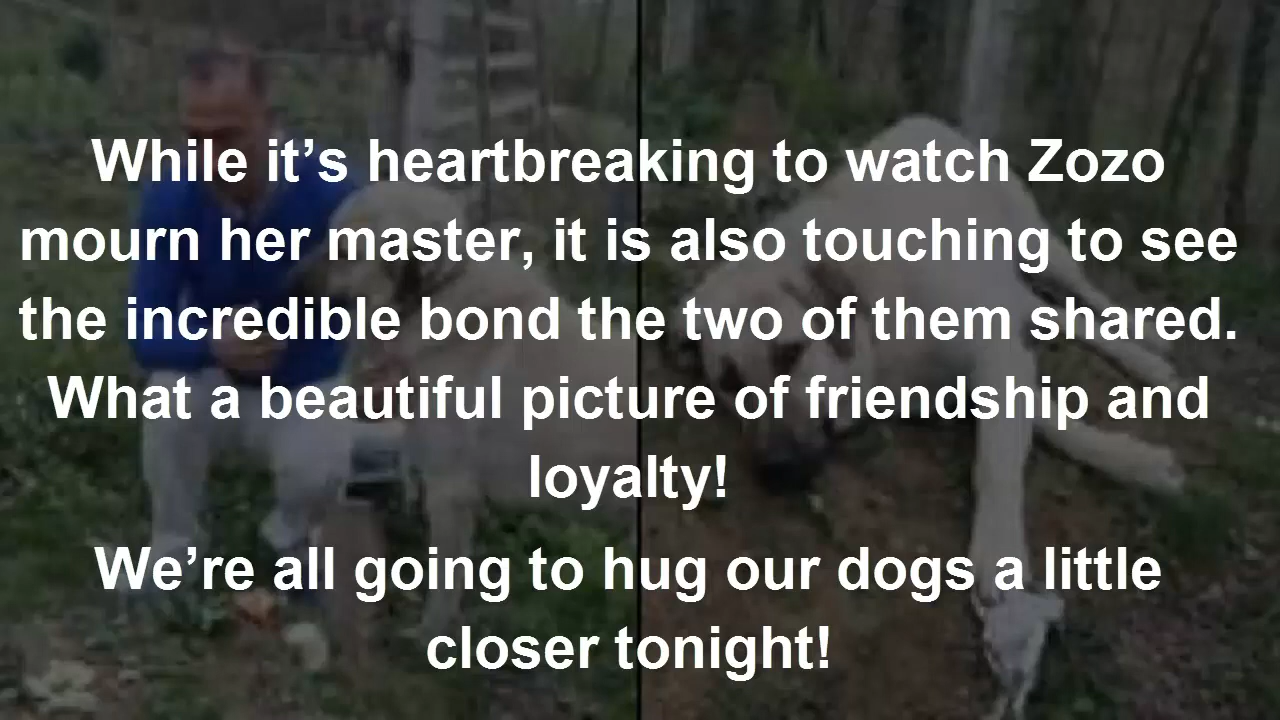 While it’s heartbreaking to watch Zozo
mourn her master, it is also touching to see
the incredible bond the two of them shared.
What a beautiful picture of friendship and
loyalty!
We’re all going to hug our dogs a little
closer tonight!